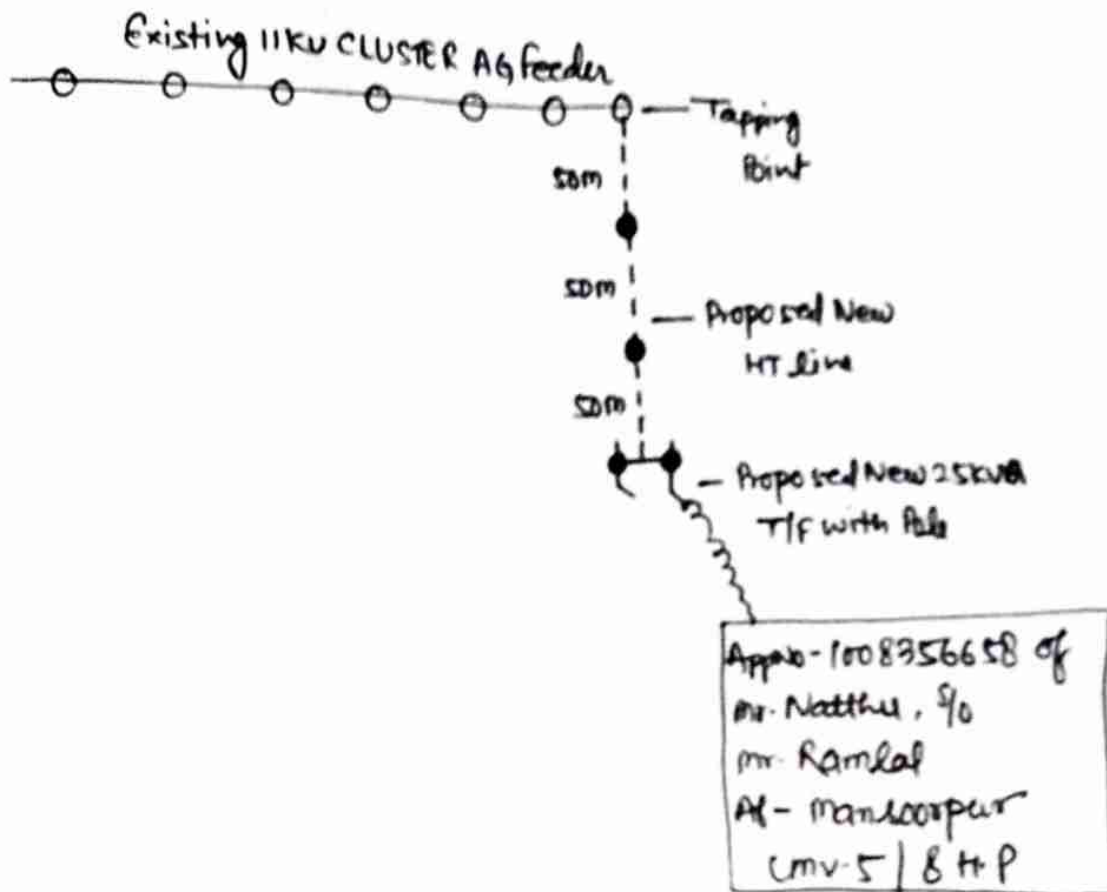 Existing 11KV CLUSTER AG feeder
Tapping
Point
50m
50m
Proposed New
HT line
50m
Proposed New 25KVA
T/F with Pole
AppNo-1008356658 of
mr. Natthu, S/o
mr. Ramlal
At- Mansoorpur
Lmv-5 / 8 H.P